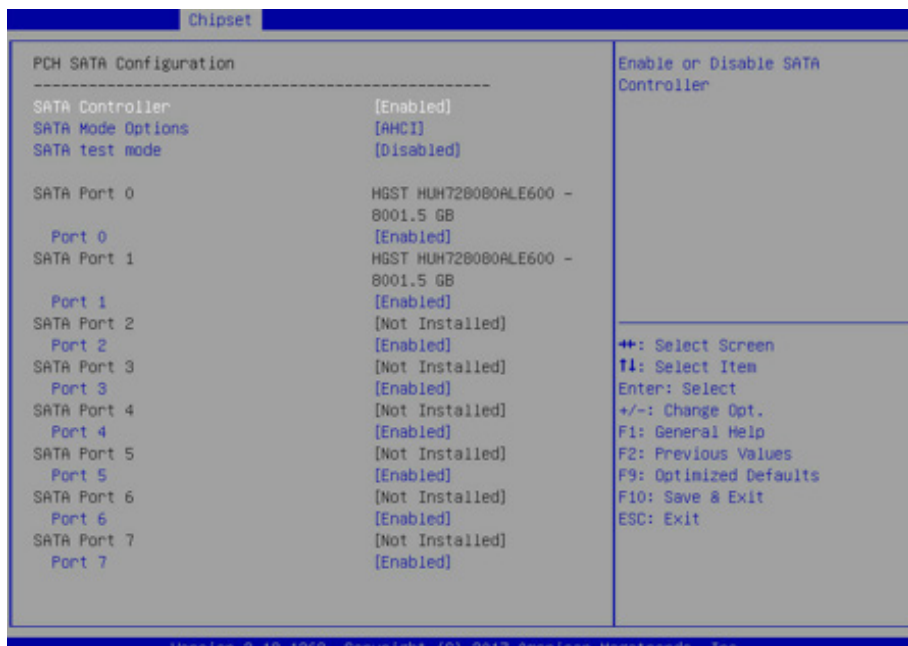 Chipset
PCH SATA Configuration
--------------------------------------------------
SATA Controller [Enabled]
SATA Mode Options [AHCI]
SATA test mode [Disabled]
SATA Port 0 HGST HUH728080ALE600 -
8001.5 GB
Port 0 [Enabled]
SATA Port 1 HGST HUH728080ALE600 -
8001.5 GB
Port 1 [Enabled]
SATA Port 2 [Not Installed]
Port 2 [Enabled]
SATA Port 3 [Not Installed]
Port 3 [Enabled]
SATA Port 4 [Not Installed]
Port 4 [Enabled]
SATA Port 5 [Not Installed]
Port 5 [Enabled]
SATA Port 6 [Not Installed]
Port 6 [Enabled]
SATA Port 7 [Not Installed]
Port 7 [Enabled]
Enable or Disable SATA
Controller
↔: Select Screen
↑↓: Select Item
Enter: Select
+/-: Change Opt.
F1: General Help
F2: Previous Values
F9: Optimized Defaults
F10: Save & Exit
ESC: Exit
Copyright (C) 2017 American Megatrends, Inc.